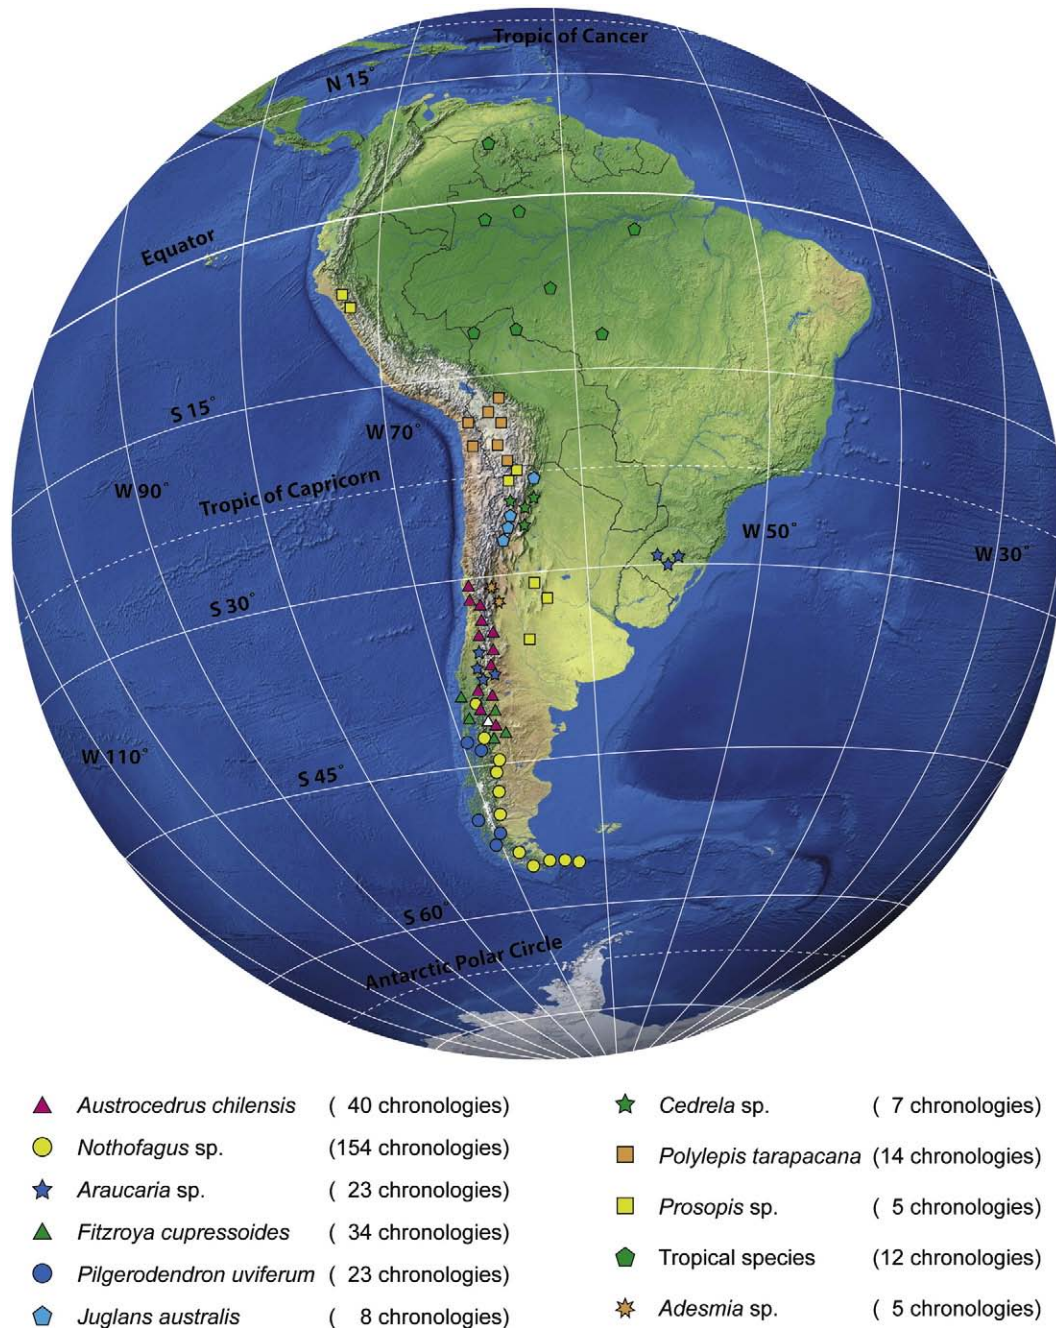 Tropic of Cancer
N 15°
Equator
S 15°
W 70°
W 90°
Tropic of Capricorn
W 50°
W 30°
S 30°
W 110°
S 45°
S 60°
Antarctic Polar Circle
Austrocedrus chilensis ( 40 chronologies)
Nothofagus sp. (154 chronologies)
Araucaria sp. ( 23 chronologies)
Fitzroya cupressoides ( 34 chronologies)
Pilgerodendron uviferum ( 23 chronologies)
Juglans australis ( 8 chronologies)
Cedrela sp. ( 7 chronologies)
Polylepis tarapacana (14 chronologies)
Prosopis sp. ( 5 chronologies)
Tropical species (12 chronologies)
Adesmia sp. ( 5 chronologies)